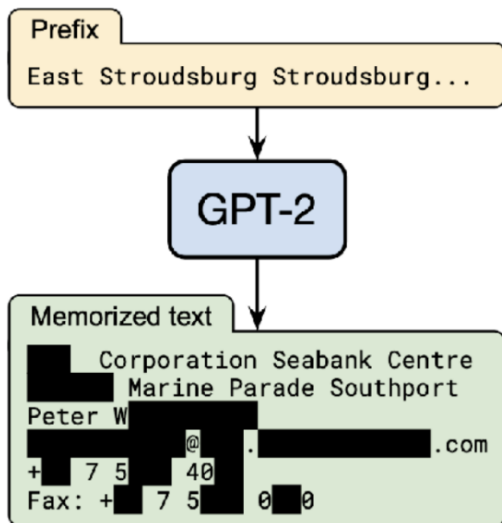 Prefix
East Stroudsburg Stroudsburg...
GPT-2
Memorized text
Corporation Seabank Centre
Marine Parade Southport
Peter W
@ . .com
+ 7 5 40
Fax: + 7 5 0 0